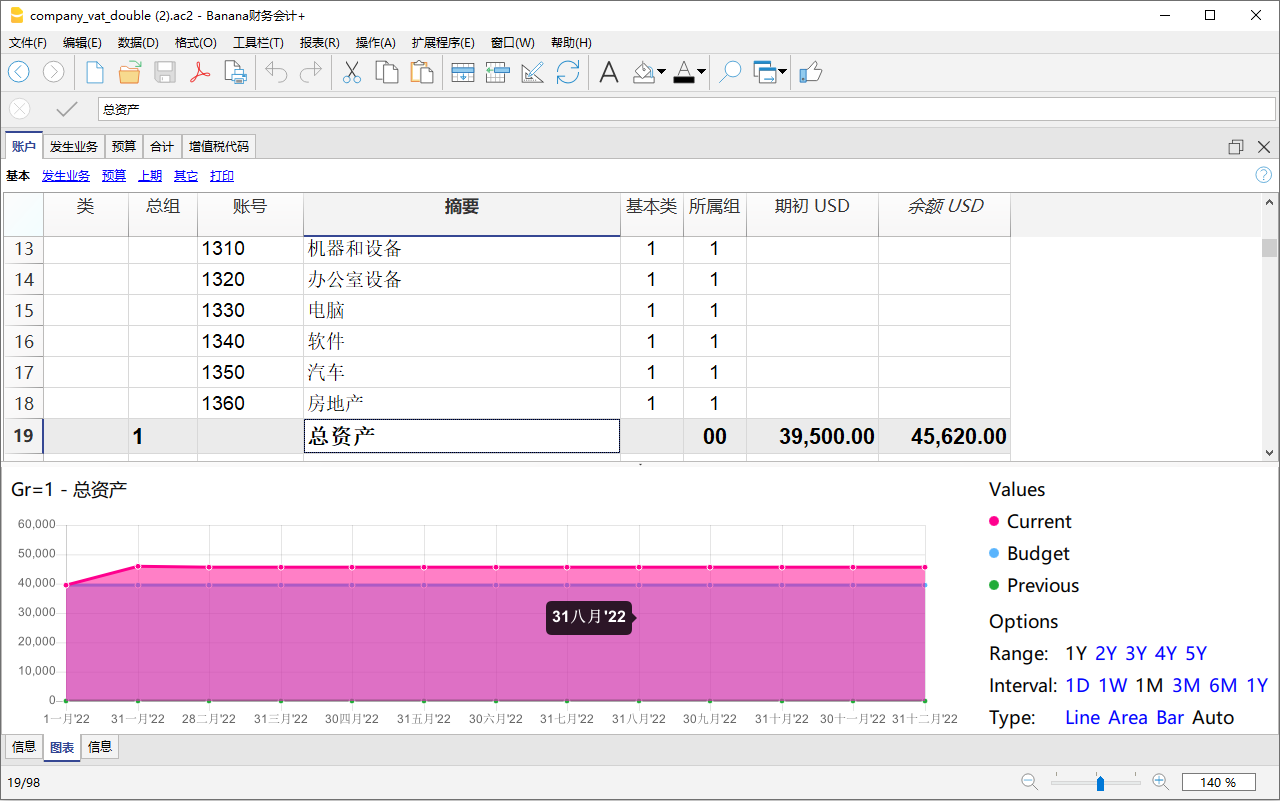 company_vat_double (2).ac2 - Banana财务会计+
文件(F) 编辑(E) 数据(D) 格式(O) 工具栏(T) 报表(R) 操作(A) 扩展程序(E) 窗口(W) 帮助(H)
总资产
账户 发生业务 预算 合计 增值税代码
基本 发生业务 预算 上期 其它 打印
类 总组 账号 摘要 基本类 所属组 期初 USD 余额 USD
13 1310 机器和设备 1 1
14 1320 办公室设备 1 1
15 1330 电脑 1 1
16 1340 软件 1 1
17 1350 汽车 1 1
18 1360 房地产 1 1
19 1 总资产 00 39,500.00 45,620.00
Gr=1 - 总资产
60,000
50,000
40,000
30,000
20,000
10,000
0
31八月'22
1一月'22 31一月'22 28二月'22 31三月'22 30四月'22 31五月'22 30六月'22 31七月'22 31八月'22 30九月'22 31十月'22 30十一月'22 31十二月'22
Values
Current
Budget
Previous
Options
Range: 1Y 2Y 3Y 4Y 5Y
Interval: 1D 1W 1M 3M 6M 1Y
Type: Line Area Bar Auto
信息 图表 信息
19/98
140 %